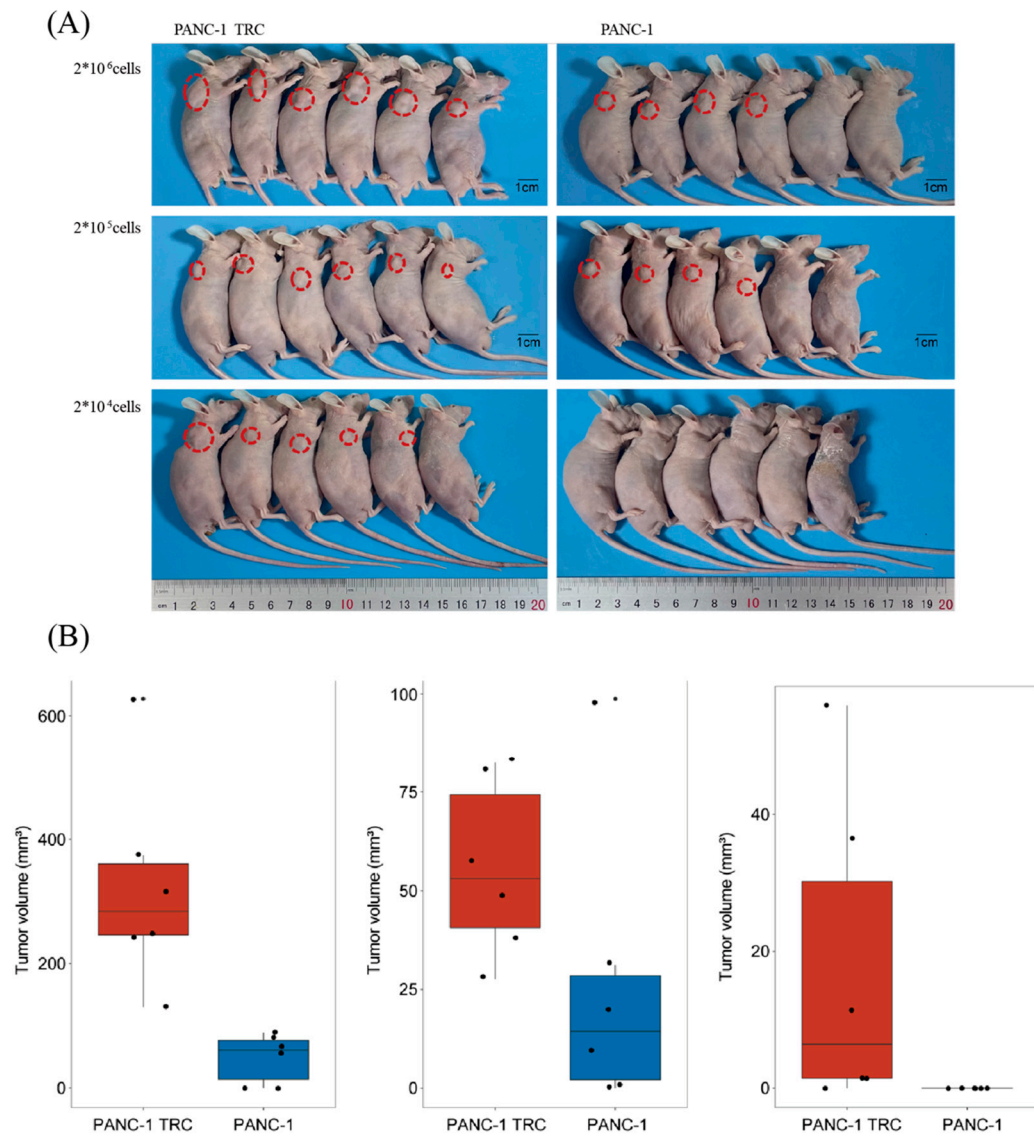 (A)
PANC-1 TRC PANC-1
2*10⁶cells
1cm 1cm
2*10⁵cells
1cm 1cm
2*10⁴cells
1 2 3 4 5 6 7 8 9 10 11 12 13 14 15 16 17 18 19 20
cm 1 2 3 4 5 6 7 8 9 10 11 12 13 14 15 16 17 18 19 20
(B)
Tumor volume (mm³)
600
400
200
0
PANC-1 TRC PANC-1
Tumor volume (mm³)
100
75
50
25
0
PANC-1 TRC PANC-1
Tumor volume (mm³)
40
20
0
PANC-1 TRC PANC-1